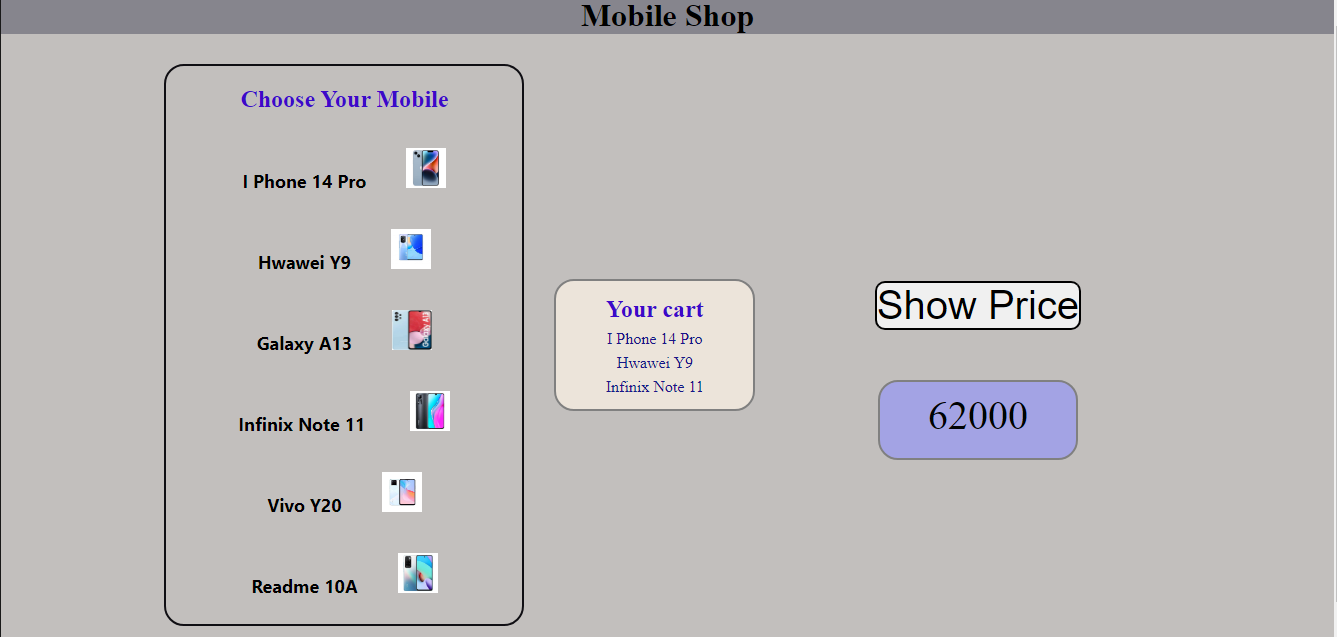 Mobile Shop
Choose Your Mobile
I Phone 14 Pro
Hwawei Y9
Galaxy A13
Infinix Note 11
Vivo Y20
Readme 10A
Your cart
I Phone 14 Pro
Hwawei Y9
Infinix Note 11
Show Price
62000